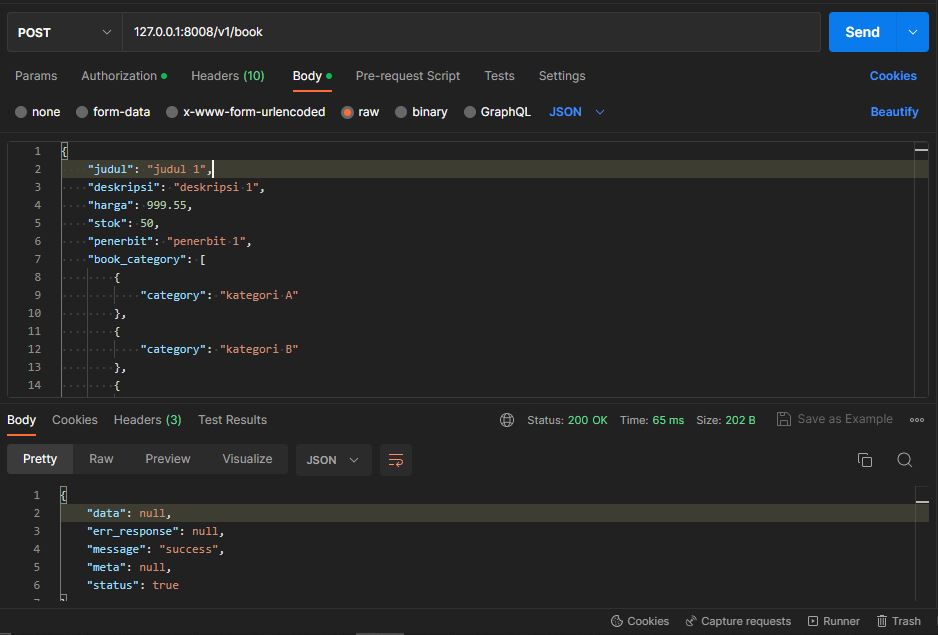 POST 127.0.0.1:8008/v1/book Send
Params Authorization Headers (10) Body Pre-request Script Tests Settings Cookies
none form-data x-www-form-urlencoded raw binary GraphQL JSON Beautify
1 {
2 "judul": "judul 1",
3 "deskripsi": "deskripsi 1",
4 "harga": 999.55,
5 "stok": 50,
6 "penerbit": "penerbit 1",
7 "book_category": [
8 {
9 "category": "kategori A"
10 },
11 {
12 "category": "kategori B"
13 },
14 {
Body Cookies Headers (3) Test Results Status: 200 OK Time: 65 ms Size: 202 B Save as Example
Pretty Raw Preview Visualize JSON
1 {
2 "data": null,
3 "err_response": null,
4 "message": "success",
5 "meta": null,
6 "status": true
7 }
Cookies Capture requests Runner Trash